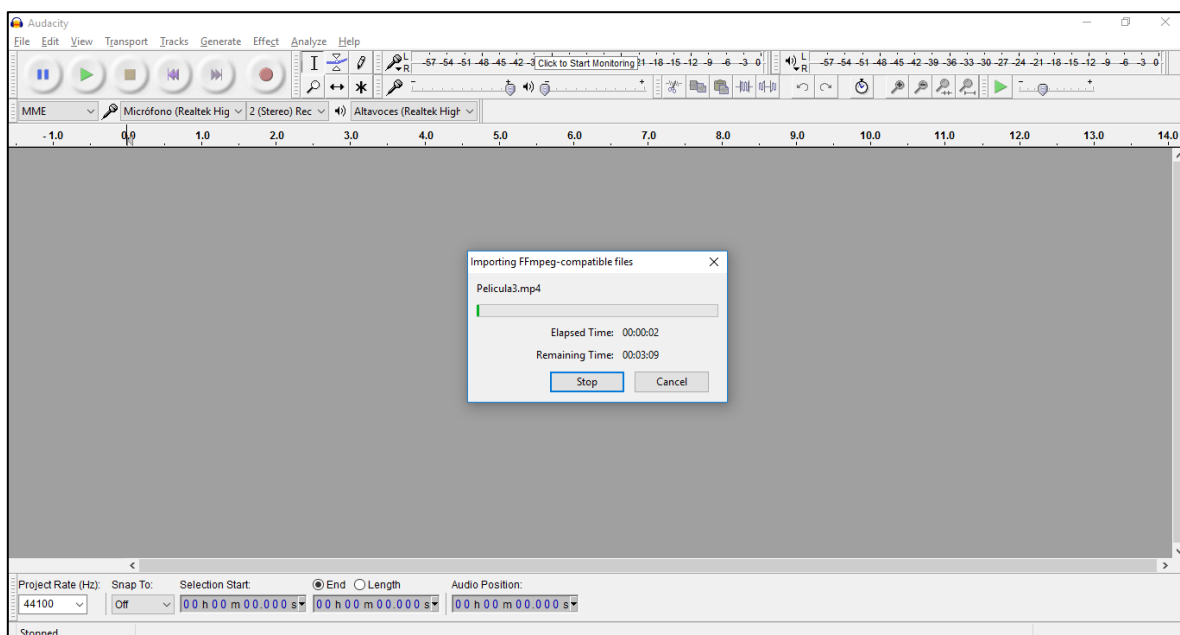 Audacity
File Edit View Transport Tracks Generate Effect Analyze Help
L R -57 -54 -51 -48 -45 -42 -3 Click to Start Monitoring 21 -18 -15 -12 -9 -6 -3 0 L R -57 -54 -51 -48 -45 -42 -39 -36 -33 -30 -27 -24 -21 -18 -15 -12 -9 -6 -3 0
MME Micrófono (Realtek Hig 2 (Stereo) Rec Altavoces (Realtek High
- 1.0 0.0 1.0 2.0 3.0 4.0 5.0 6.0 7.0 8.0 9.0 10.0 11.0 12.0 13.0 14.0
Importing FFmpeg-compatible files
Pelicula3.mp4
Elapsed Time: 00:00:02
Remaining Time: 00:03:09
Stop Cancel
Project Rate (Hz): Snap To: Selection Start: End Length Audio Position:
44100 Off 00 h 00 m 00.000 s 00 h 00 m 00.000 s 00 h 00 m 00.000 s
Stopped